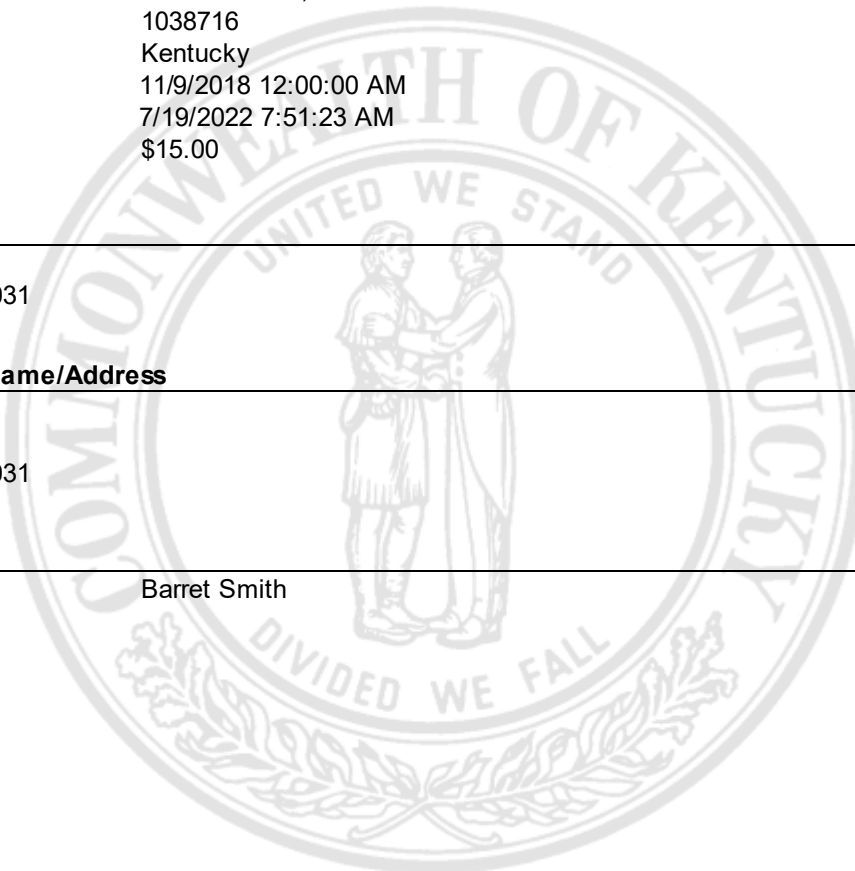 1038716
Kentucky
11/9/2018 12:00:00 AM
7/19/2022 7:51:23 AM
$15.00
031
ame/Address
031
Barret Smith
COMMONWEALTH OF KENTUCKY
UNITED WE STAND
DIVIDED WE FALL